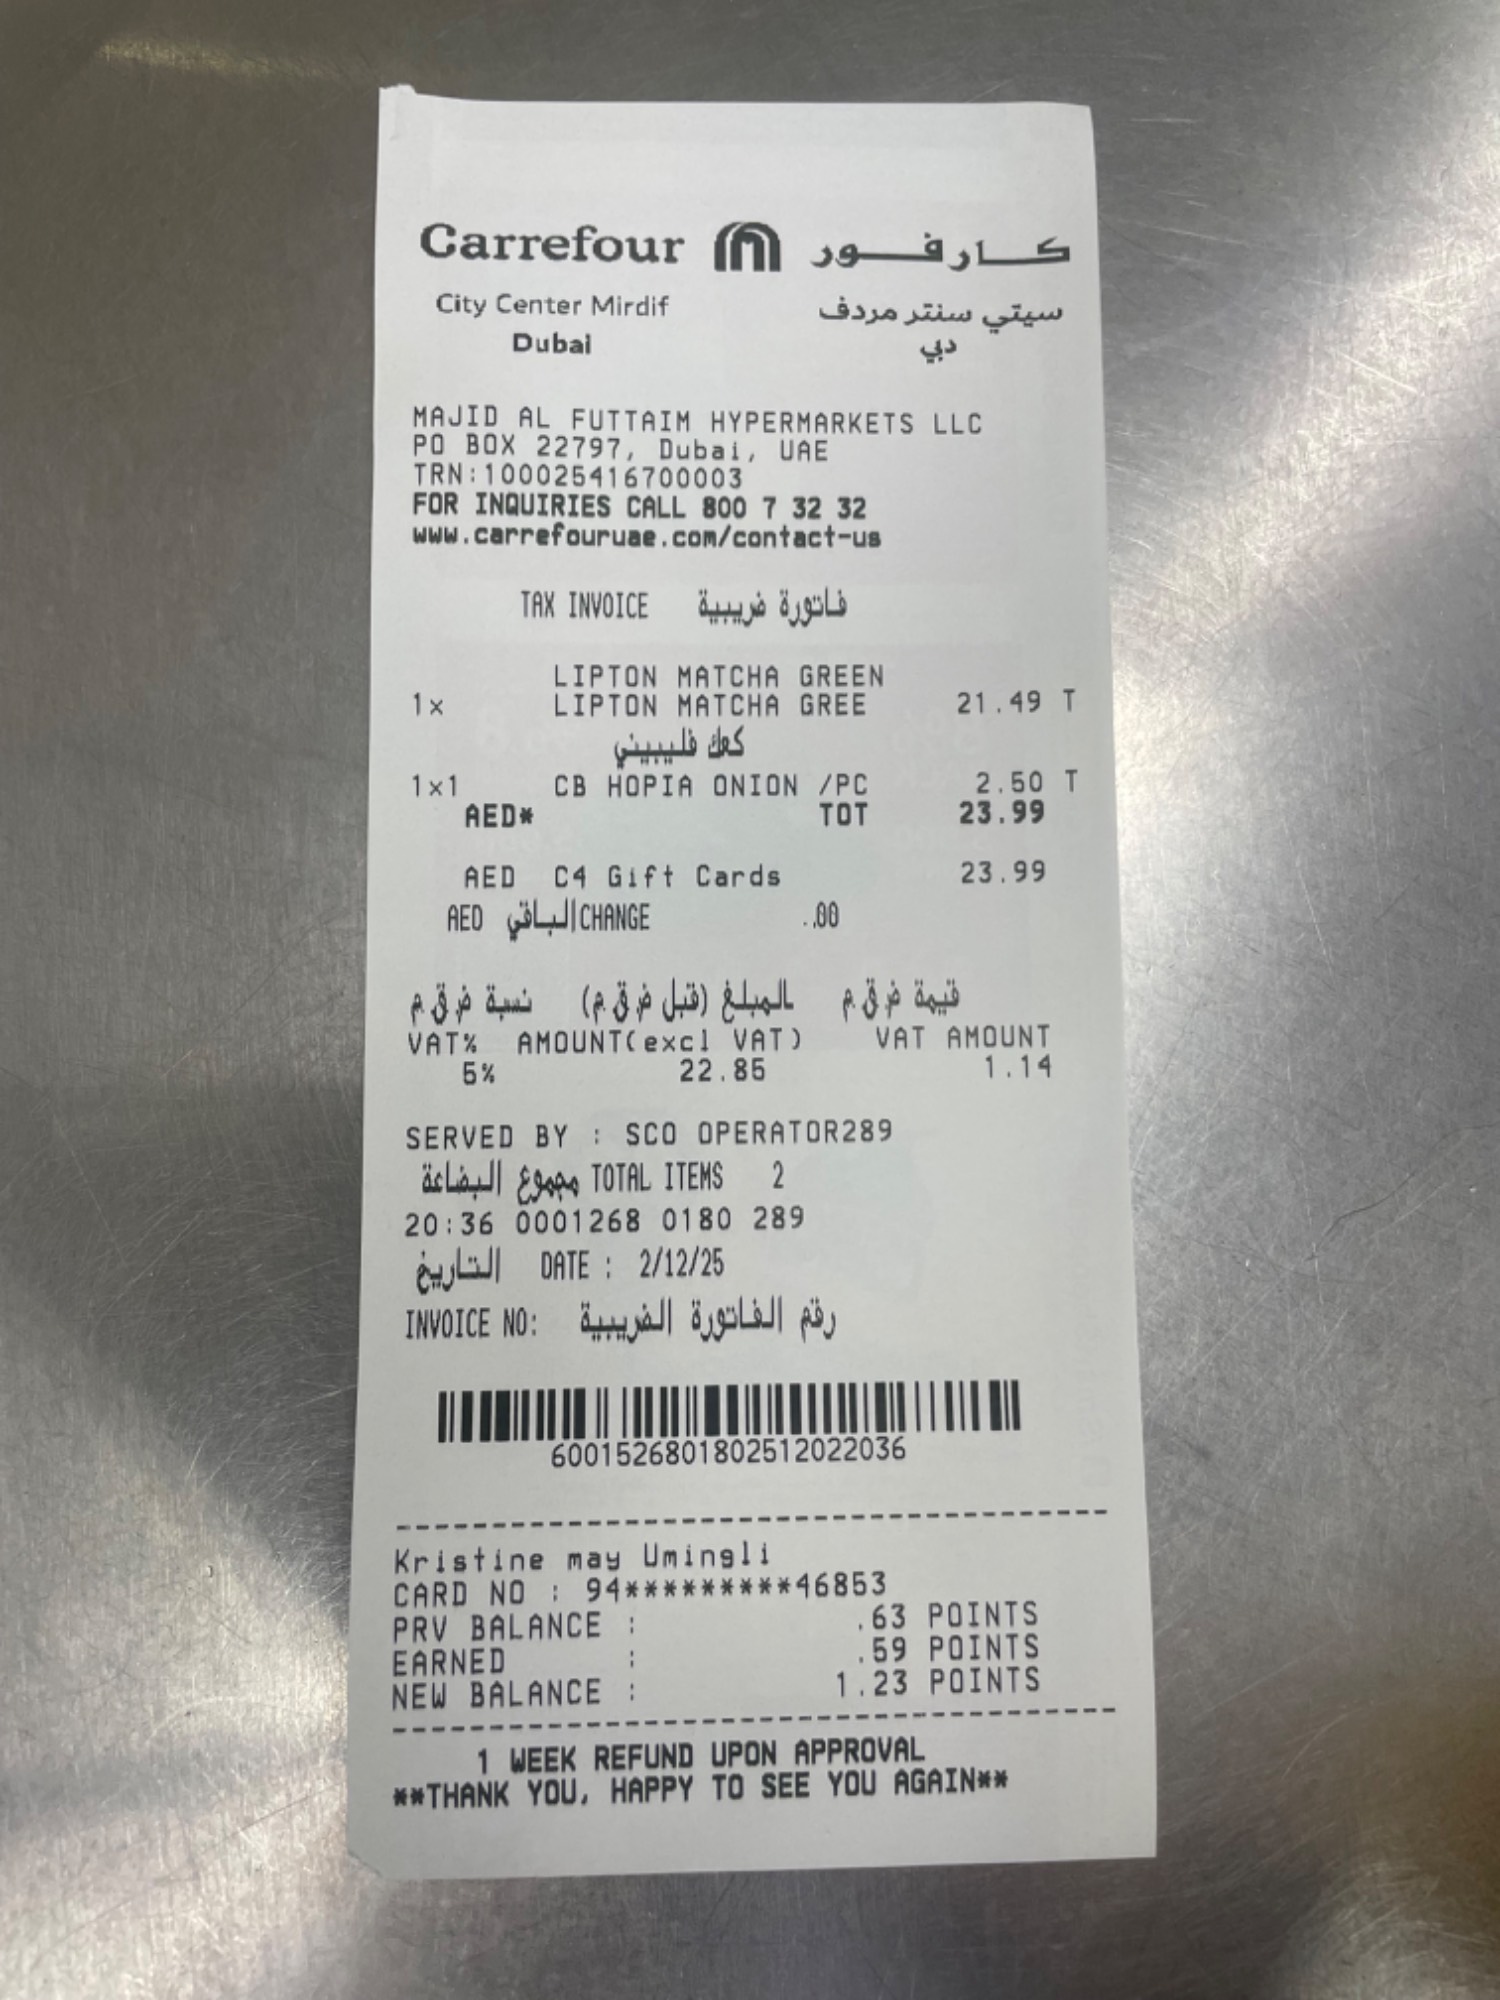 Carrefour كارفور
City Center Mirdif سيتي سنتر مردف
Dubai دبي
MAJID AL FUTTAIM HYPERMARKETS LLC
PO BOX 22797, Dubai, UAE
TRN:100025416700003
FOR INQUIRIES CALL 800 7 32 32
www.carrefouruae.com/contact-us
TAX INVOICE فاتورة ضريبية
LIPTON MATCHA GREEN
1x LIPTON MATCHA GREE 21.49 T
كعك فليبيني
1x1 CB HOPIA ONION /PC 2.50 T
AED* TOT 23.99
AED C4 Gift Cards 23.99
AED الباقي CHANGE ..00
نسبة ض ق م المبلغ (قبل ض ق م) قيمة ض ق م
VAT% AMOUNT(excl VAT) VAT AMOUNT
5% 22.85 1.14
SERVED BY : SCO OPERATOR289
مجموع البضاعة TOTAL ITEMS 2
20:36 0001268 0180 289
التاريخ DATE : 2/12/25
INVOICE NO: رقم الفاتورة الضريبية
6001526801802512022036
Kristine may Umingli
CARD NO : 94*********46853
PRV BALANCE : .63 POINTS
EARNED : .59 POINTS
NEW BALANCE : 1.23 POINTS
1 WEEK REFUND UPON APPROVAL
**THANK YOU, HAPPY TO SEE YOU AGAIN**